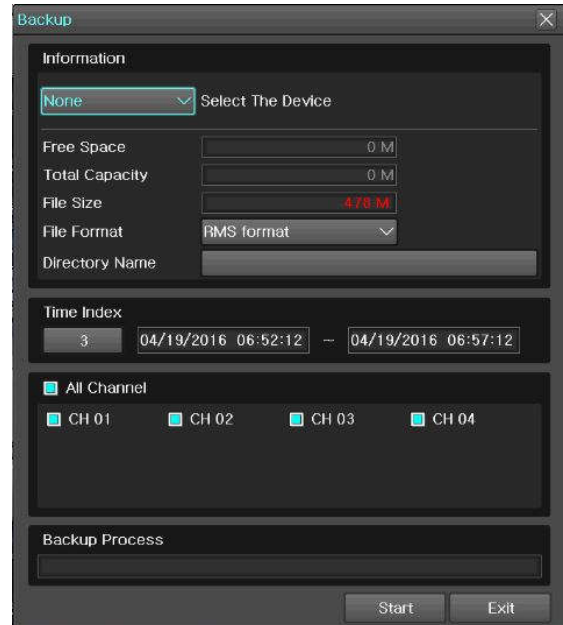 Backup
Information
None Select The Device
Free Space 0 M
Total Capacity 0 M
File Size 478 M
File Format RMS format
Directory Name
Time Index
3 04/19/2016 06:52:12 – 04/19/2016 06:57:12
All Channel
CH 01 CH 02 CH 03 CH 04
Backup Process
Start Exit